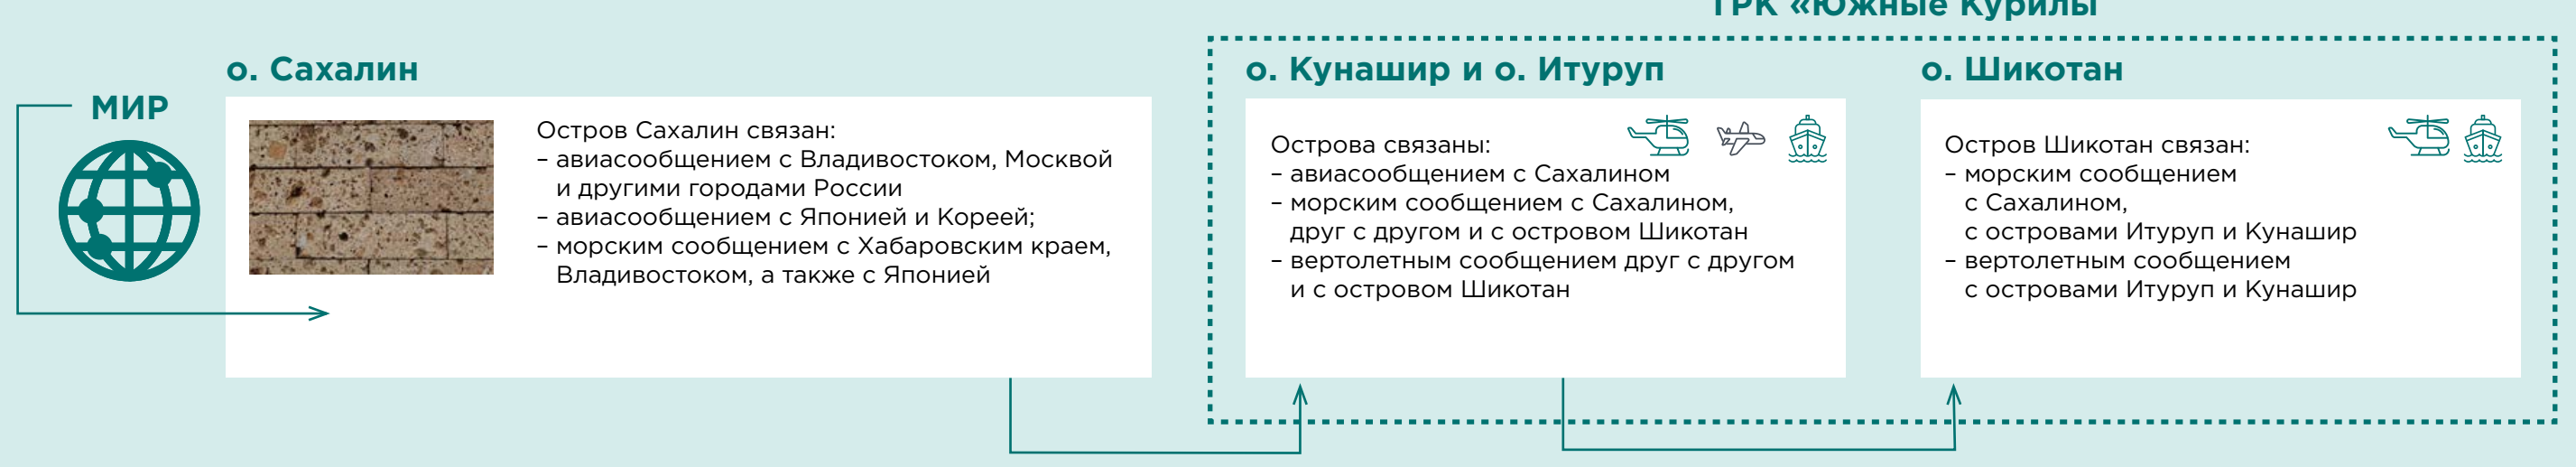 ТРК «Южные Курилы
о. Сахалин
МИР
Остров Сахалин связан:
– авиасообщением с Владивостоком, Москвой
и другими городами России
– авиасообщением с Японией и Кореей;
– морским сообщением с Хабаровским краем,
Владивостоком, а также с Японией
о. Кунашир и о. Итуруп
Острова связаны:
– авиасообщением с Сахалином
– морским сообщением с Сахалином,
друг с другом и с островом Шикотан
– вертолетным сообщением друг с другом
и с островом Шикотан
о. Шикотан
Остров Шикотан связан:
– морским сообщением
с Сахалином,
с островами Итуруп и Кунашир
– вертолетным сообщением
с островами Итуруп и Кунашир